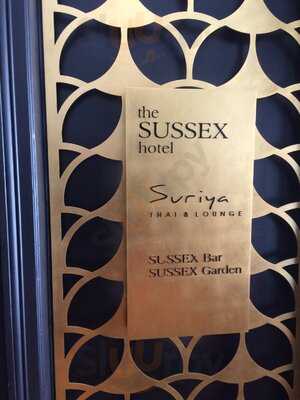 the
SUSSEX
hotel
Suriya
THAI & LOUNGE
SUSSEX Bar
SUSSEX Garden